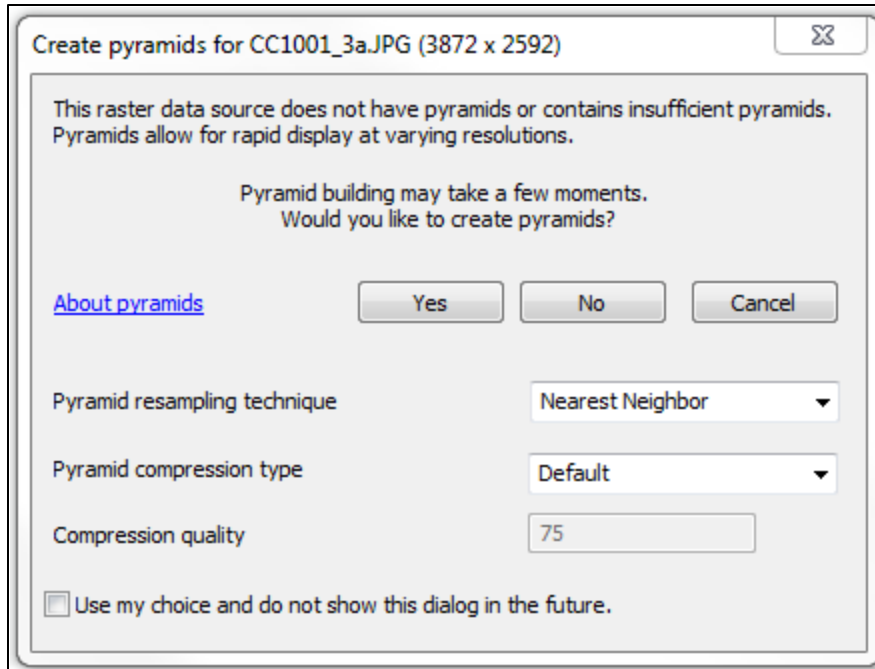 Create pyramids for CC1001_3a.JPG (3872 x 2592)
This raster data source does not have pyramids or contains insufficient pyramids.
Pyramids allow for rapid display at varying resolutions.
Pyramid building may take a few moments.
Would you like to create pyramids?
About pyramids Yes No Cancel
Pyramid resampling technique Nearest Neighbor
Pyramid compression type Default
Compression quality 75
Use my choice and do not show this dialog in the future.